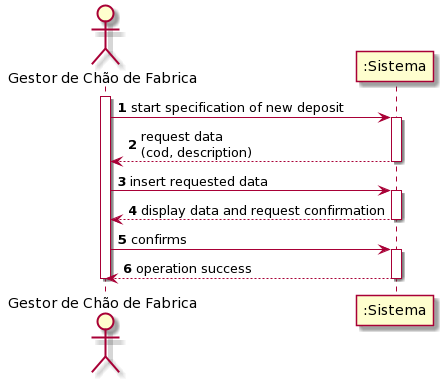 Gestor de Chão de Fabrica
:Sistema
1 start specification of new deposit
request data
2
(cod, description)
3 insert requested data
4 display data and request confirmation
5 confirms
6 operation success
Gestor de Chão de Fabrica
:Sistema